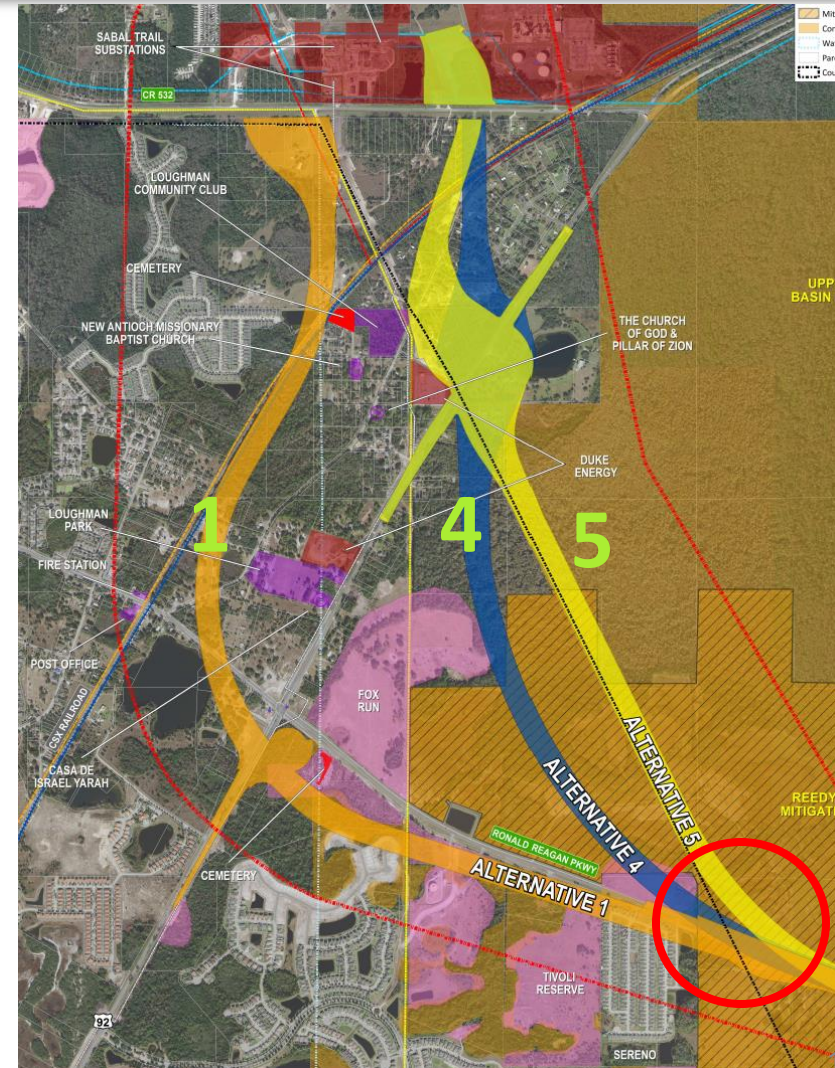 SABAL TRAIL
SUBSTATIONS
Mit
Con
Wat
Parc
Cou
CR 532
LOUGHMAN
COMMUNITY CLUB
CEMETERY
NEW ANTIOCH MISSIONARY
BAPTIST CHURCH
UPP
BASIN
THE CHURCH
OF GOD &
PILLAR OF ZION
DUKE
ENERGY
1
4
5
LOUGHMAN
PARK
FIRE STATION
POST OFFICE
CSX RAILROAD
FOX
RUN
CASA DE
ISRAEL YARAH
ALTERNATIVE 5
ALTERNATIVE 4
REEDY
MITIGATI
RONALD REAGAN PKWY
CEMETERY
ALTERNATIVE 1
TIVOLI
RESERVE
92
SERENO